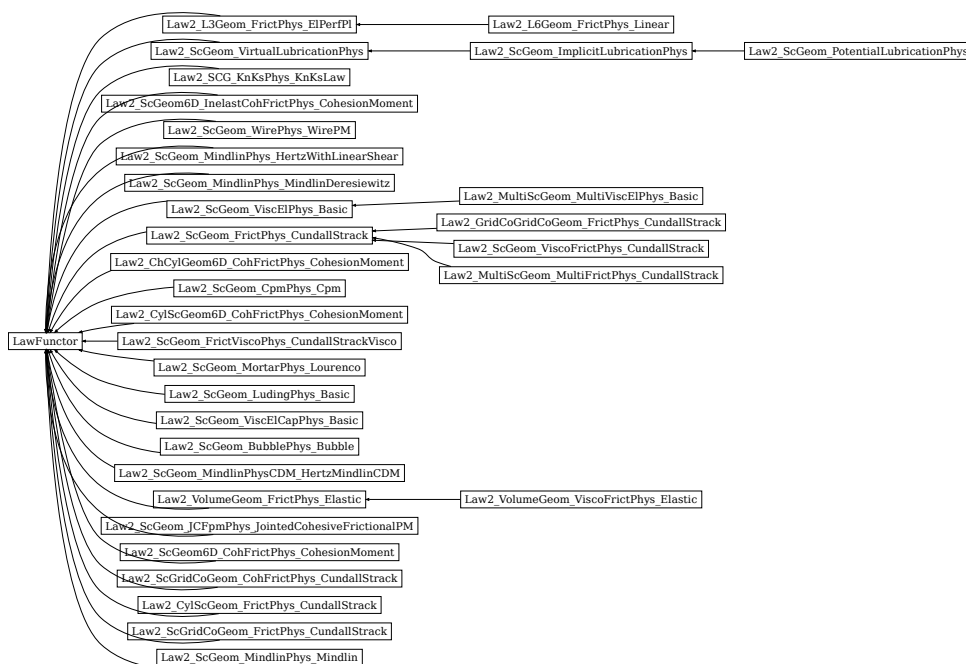 Law2_L3Geom_FrictPhys_ElPerfPl
Law2_L6Geom_FrictPhys_Linear
Law2_ScGeom_VirtualLubricationPhys
Law2_ScGeom_ImplicitLubricationPhys
Law2_ScGeom_PotentialLubricationPhys
Law2_SCG_KnKsPhys_KnKsLaw
Law2_ScGeom6D_InelastCohFrictPhys_CohesionMoment
Law2_ScGeom_WirePhys_WirePM
Law2_ScGeom_MindlinPhys_HertzWithLinearShear
Law2_ScGeom_MindlinPhys_MindlinDeresiewitz
Law2_MultiScGeom_MultiViscElPhys_Basic
Law2_ScGeom_ViscElPhys_Basic
Law2_GridCoGridCoGeom_FrictPhys_CundallStrack
Law2_ScGeom_FrictPhys_CundallStrack
Law2_ScGeom_ViscoFrictPhys_CundallStrack
Law2_ChCylGeom6D_CohFrictPhys_CohesionMoment
Law2_MultiScGeom_MultiFrictPhys_CundallStrack
Law2_ScGeom_CpmPhys_Cpm
Law2_CylScGeom6D_CohFrictPhys_CohesionMoment
LawFunctor
Law2_ScGeom_FrictViscoPhys_CundallStrackVisco
Law2_ScGeom_MortarPhys_Lourenco
Law2_ScGeom_LudingPhys_Basic
Law2_ScGeom_ViscElCapPhys_Basic
Law2_ScGeom_BubblePhys_Bubble
Law2_ScGeom_MindlinPhysCDM_HertzMindlinCDM
Law2_VolumeGeom_FrictPhys_Elastic
Law2_VolumeGeom_ViscoFrictPhys_Elastic
Law2_ScGeom_JCFpmPhys_JointedCohesiveFrictionalPM
Law2_ScGeom6D_CohFrictPhys_CohesionMoment
Law2_ScGridCoGeom_CohFrictPhys_CundallStrack
Law2_CylScGeom_FrictPhys_CundallStrack
Law2_ScGridCoGeom_FrictPhys_CundallStrack
Law2_ScGeom_MindlinPhys_Mindlin